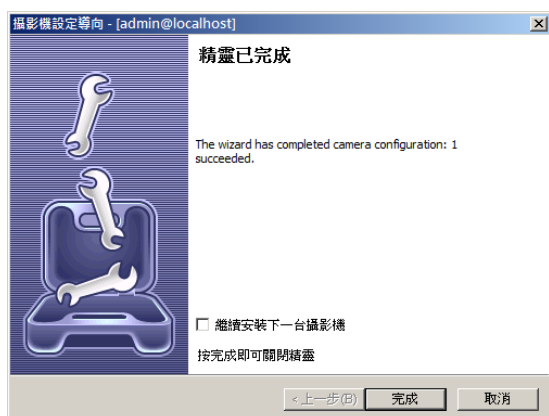 攝影機設定導向 - [admin@localhost]
精靈已完成
The wizard has completed camera configuration: 1
succeeded.
繼續安裝下一台攝影機
按完成即可關閉精靈
<上一步(B)
完成
取消